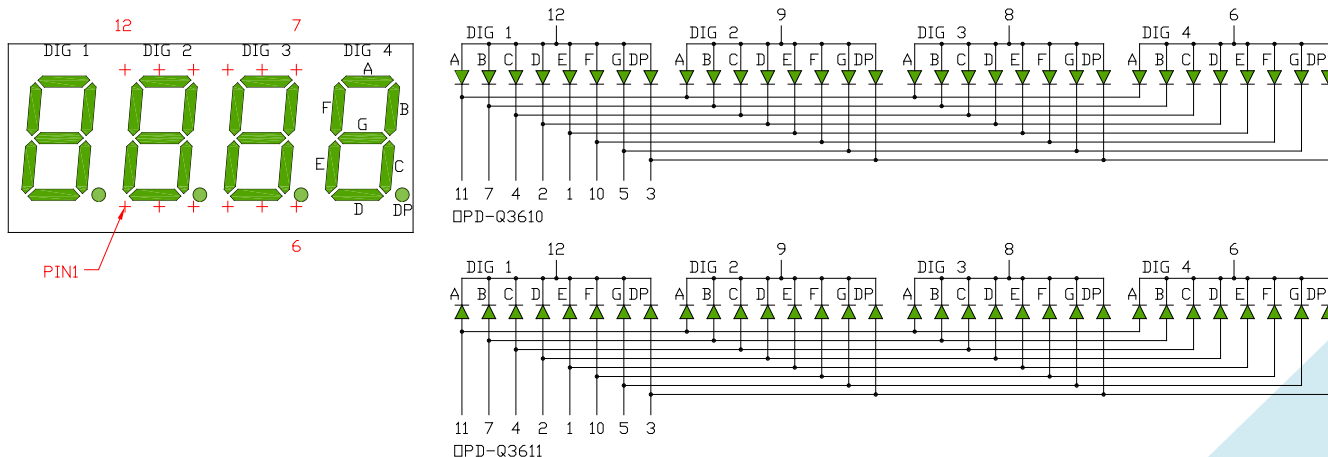 12 7
DIG 1 DIG 2 DIG 3 DIG 4
A
F B
G
E C
D DP
6
PIN1
12 9 8 6
DIG 1 DIG 2 DIG 3 DIG 4
A B C D E F G DP A B C D E F G DP A B C D E F G DP A B C D E F G DP
11 7 4 2 1 10 5 3
OPD-Q3610
12 9 8 6
DIG 1 DIG 2 DIG 3 DIG 4
A B C D E F G DP A B C D E F G DP A B C D E F G DP A B C D E F G DP
11 7 4 2 1 10 5 3
OPD-Q3611